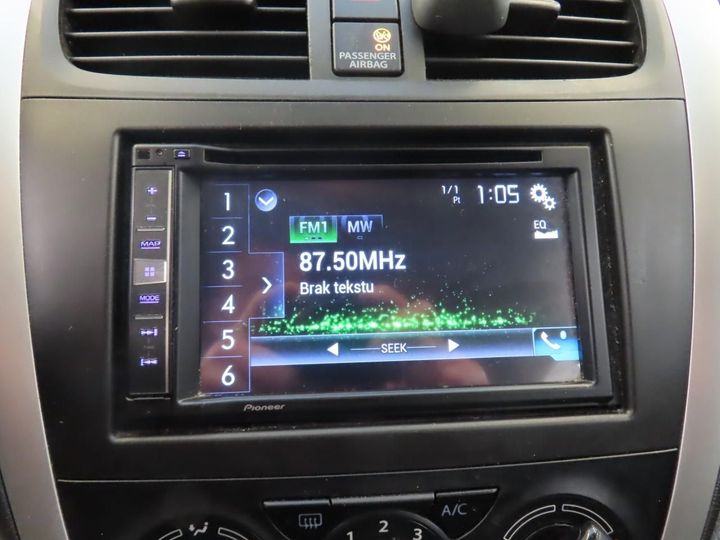 ON
PASSENGER
AIRBAG
1/1
Pt
1:05
1
2
3
4
5
6
FM1
MW
EQ
87.50MHz
Brak tekstu
SEEK
MAP
MODE
Pioneer
A/C
1 2 3